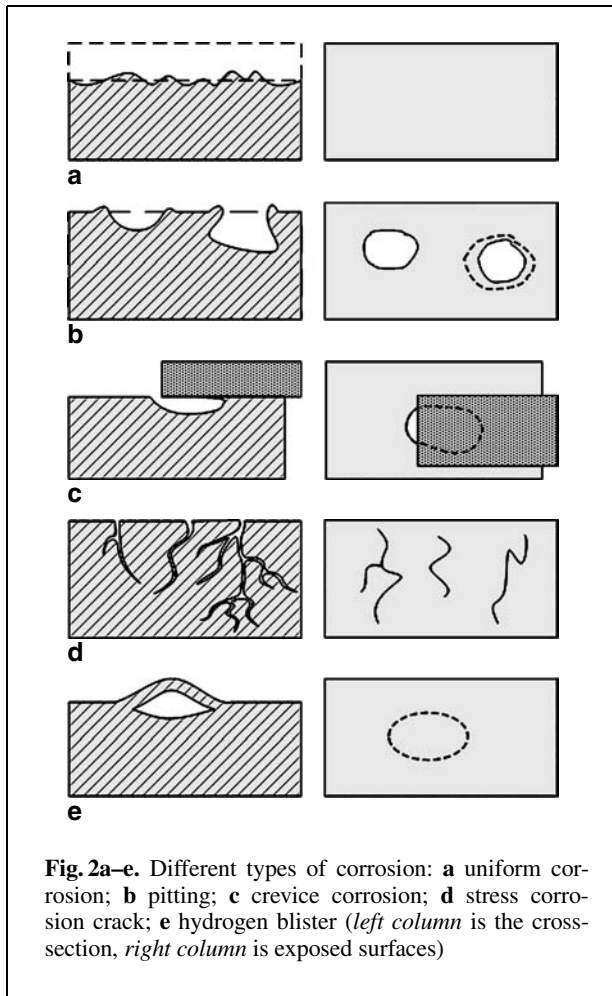 a
b
c
d
e
Fig. 2a–e. Different types of corrosion: a uniform cor-
rosion; b pitting; c crevice corrosion; d stress corro-
sion crack; e hydrogen blister (left column is the cross-
section, right column is exposed surfaces)